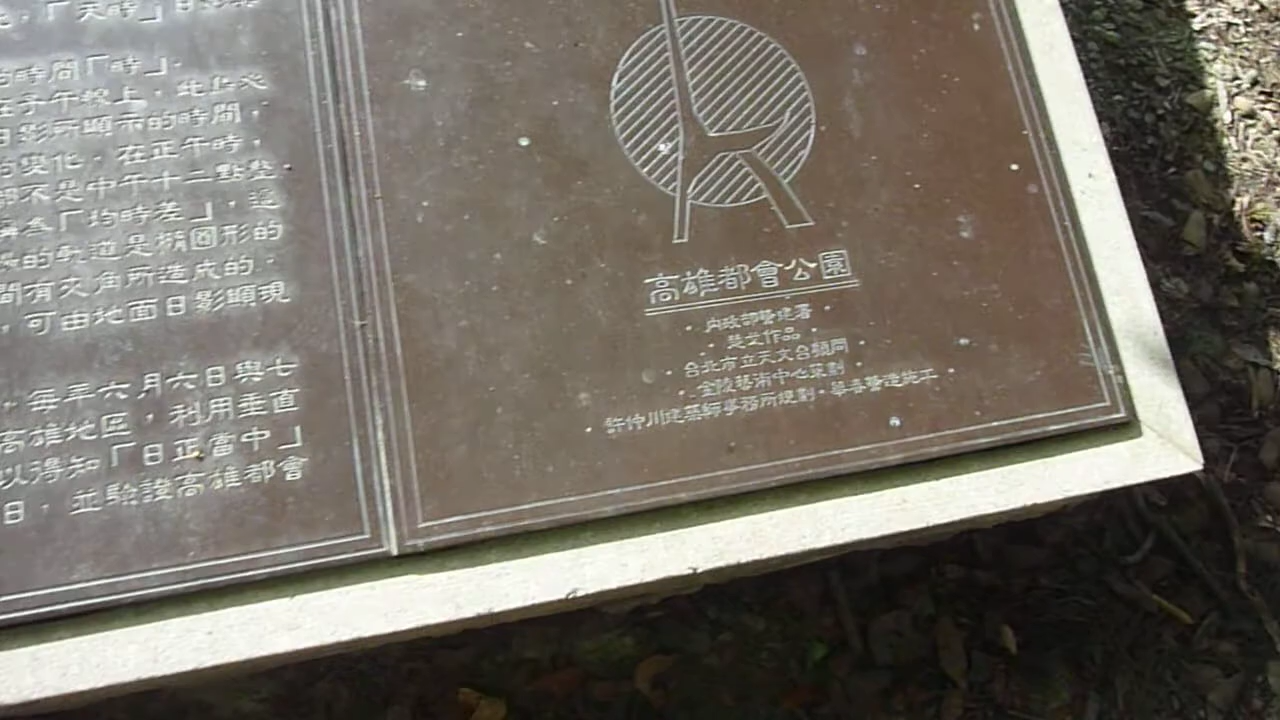 ，「天時」日
的時間「時」．
在子午線上，此
日影所顯示的時間，
的變化．在正午時，
都不是中午十二點整．
「均時差」，這
的軌道是橢圓形的
間有交角所造成的．
，可由地面日影顯現
每年六月六日與七
高雄地區，利用垂直
以得知「日正當中」
日，並驗證高雄都會
高雄都會公園
• 內政部營建署 •
• 楚戈作品 •
• 台北市立天文台顧問 •
• 金陵藝術中心策劃 •
• 許仲川建築師事務所規劃•華春營造施工 •